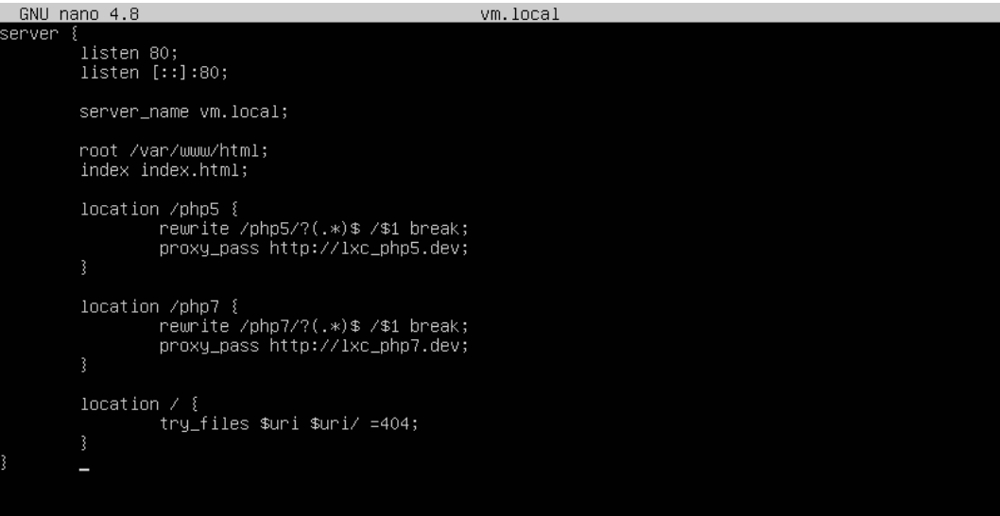 GNU nano 4.8 vm.local
server {
listen 80;
listen [::]:80;
server_name vm.local;
root /var/www/html;
index index.html;
location /php5 {
rewrite /php5/?(.*)$ /$1 break;
proxy_pass http://lxc_php5.dev;
}
location /php7 {
rewrite /php7/?(.*)$ /$1 break;
proxy_pass http://lxc_php7.dev;
}
location / {
try_files $uri $uri/ =404;
}
}